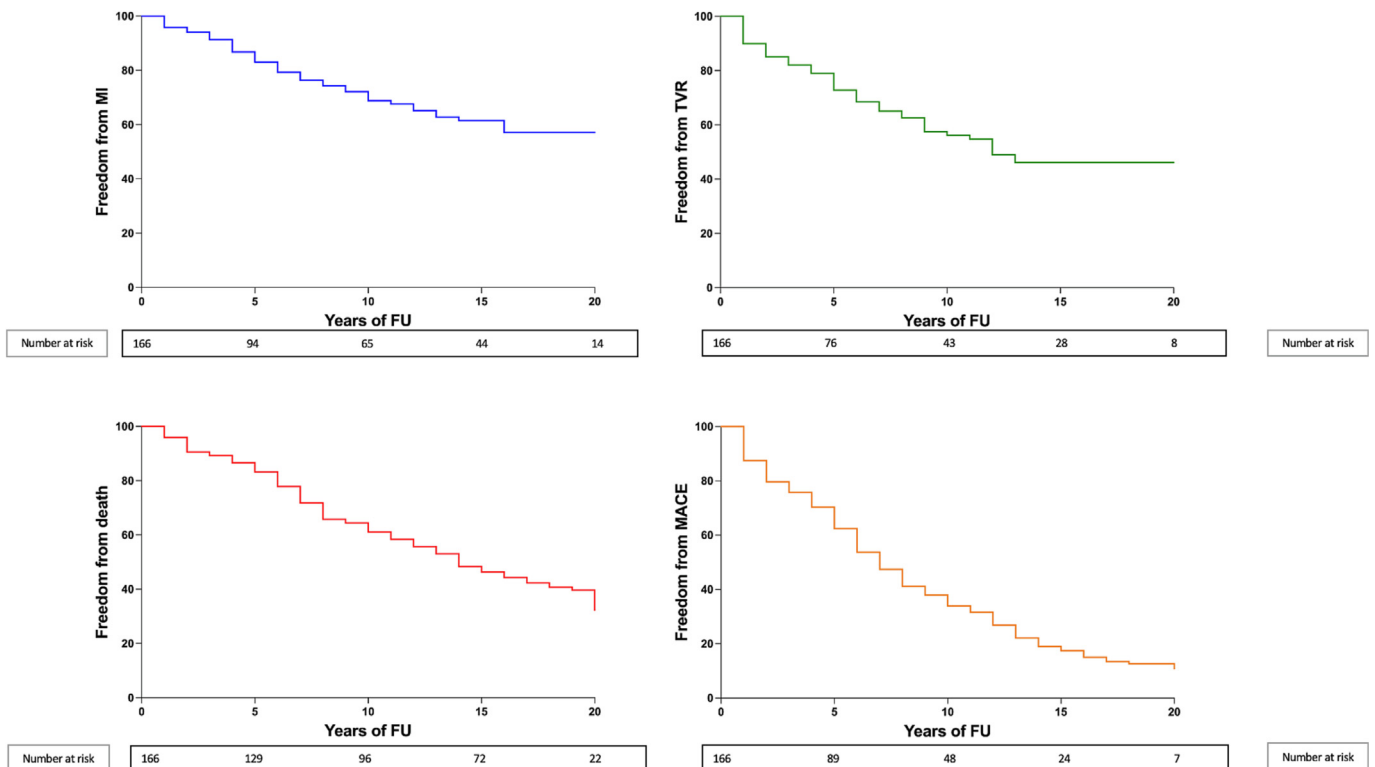 100
80
60
40
20
0
Freedom from MI
0 5 10 15 20
Years of FU
Number at risk
166 94 65 44 14
100
80
60
40
20
0
Freedom from TVR
0 5 10 15 20
Years of FU
166 76 43 28 8
Number at risk
100
80
60
40
20
0
Freedom from death
0 5 10 15 20
Years of FU
Number at risk
166 129 96 72 22
100
80
60
40
20
0
Freedom from MACE
0 5 10 15 20
Years of FU
166 89 48 24 7
Number at risk